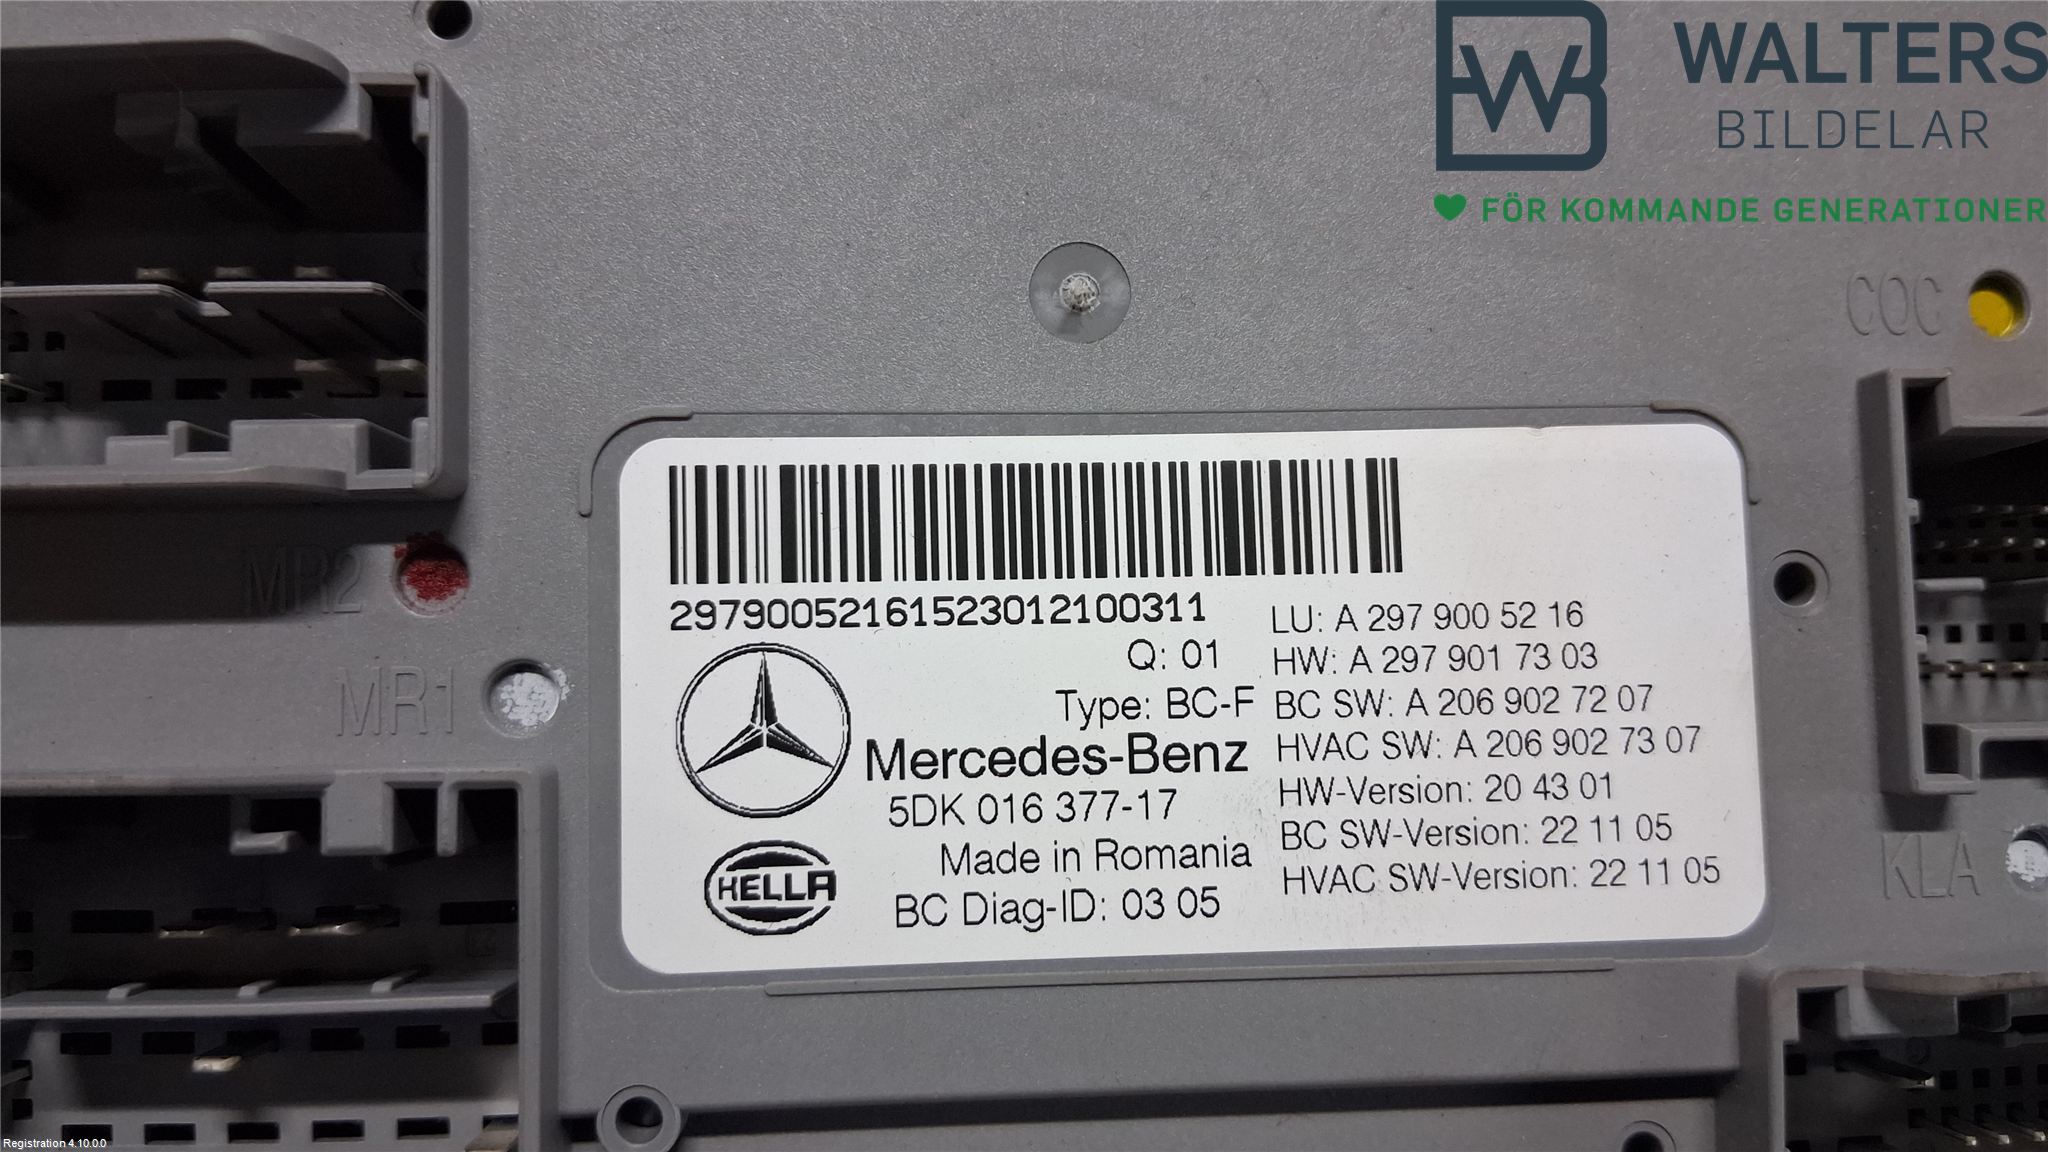 WALTERS
BILDELAR
FÖR KOMMANDE GENERATIONER
COC
MR2
MR1
KLA
29790052161523012100311
Q: 01
Type: BC-F
Mercedes-Benz
5DK 016 377-17
Made in Romania
BC Diag-ID: 03 05
HELLA
LU: A 297 900 52 16
HW: A 297 901 73 03
BC SW: A 206 902 72 07
HVAC SW: A 206 902 73 07
HW-Version: 20 43 01
BC SW-Version: 22 11 05
HVAC SW-Version: 22 11 05
Registration 4.10.0.0